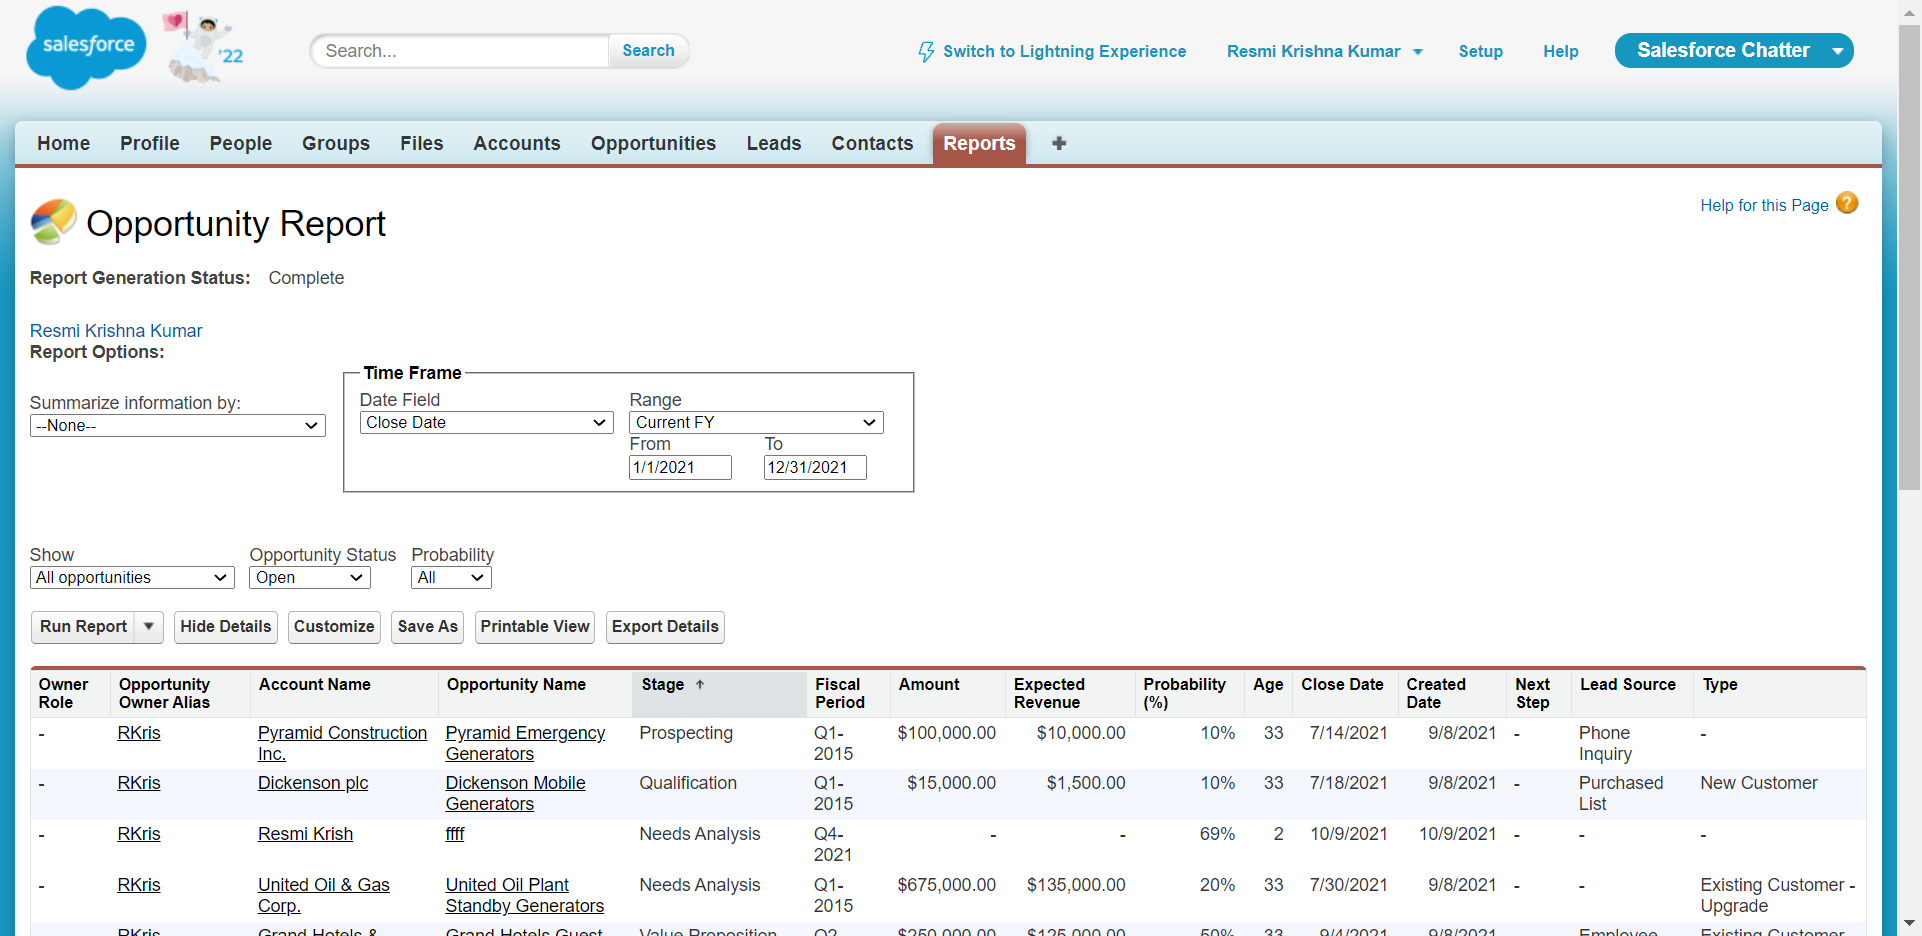 salesforce
'22
Search...
Search
Switch to Lightning Experience
Resmi Krishna Kumar
Setup
Help
Salesforce Chatter
Home Profile People Groups Files Accounts Opportunities Leads Contacts Reports
Opportunity Report
Help for this Page
?
Report Generation Status: Complete
Resmi Krishna Kumar
Report Options:
Time Frame
Summarize information by:
--None--
Date Field
Close Date
Range
Current FY
From To
1/1/2021 12/31/2021
Show Opportunity Status Probability
All opportunities Open All
Run Report Hide Details Customize Save As Printable View Export Details
Owner Role Opportunity Owner Alias Account Name Opportunity Name Stage ↑ Fiscal Period Amount Expected Revenue Probability (%) Age Close Date Created Date Next Step Lead Source Type
- RKris Pyramid Construction Inc. Pyramid Emergency Generators Prospecting Q1-2015 $100,000.00 $10,000.00 10% 33 7/14/2021 9/8/2021 - Phone Inquiry -
- RKris Dickenson plc Dickenson Mobile Generators Qualification Q1-2015 $15,000.00 $1,500.00 10% 33 7/18/2021 9/8/2021 - Purchased List New Customer
- RKris Resmi Krish ffff Needs Analysis Q4-2021 - - 69% 2 10/9/2021 10/9/2021 - - -
- RKris United Oil & Gas Corp. United Oil Plant Standby Generators Needs Analysis Q1-2015 $675,000.00 $135,000.00 20% 33 7/30/2021 9/8/2021 - - Existing Customer - Upgrade
RKris Grand Hotels & Grand Hotels Guest Value Proposition Q2- $250,000.00 $125,000.00 50% 33 9/4/2021 9/8/2021 Employee Existing Customer